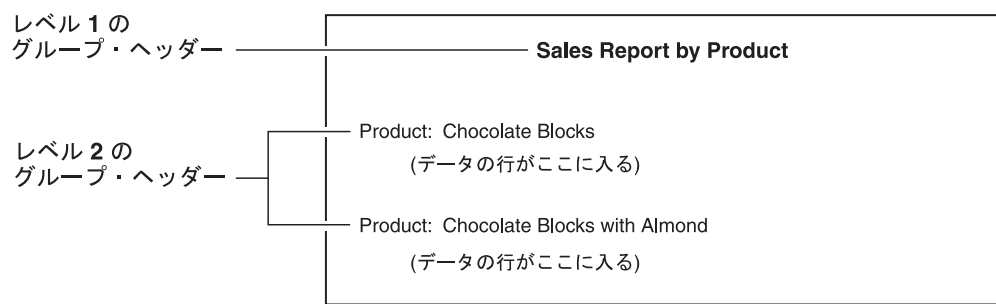 レベル 1 の
グループ・ヘッダー
Sales Report by Product
Product: Chocolate Blocks
(データの行がここに入る)
レベル 2 の
グループ・ヘッダー
Product: Chocolate Blocks with Almond
(データの行がここに入る)